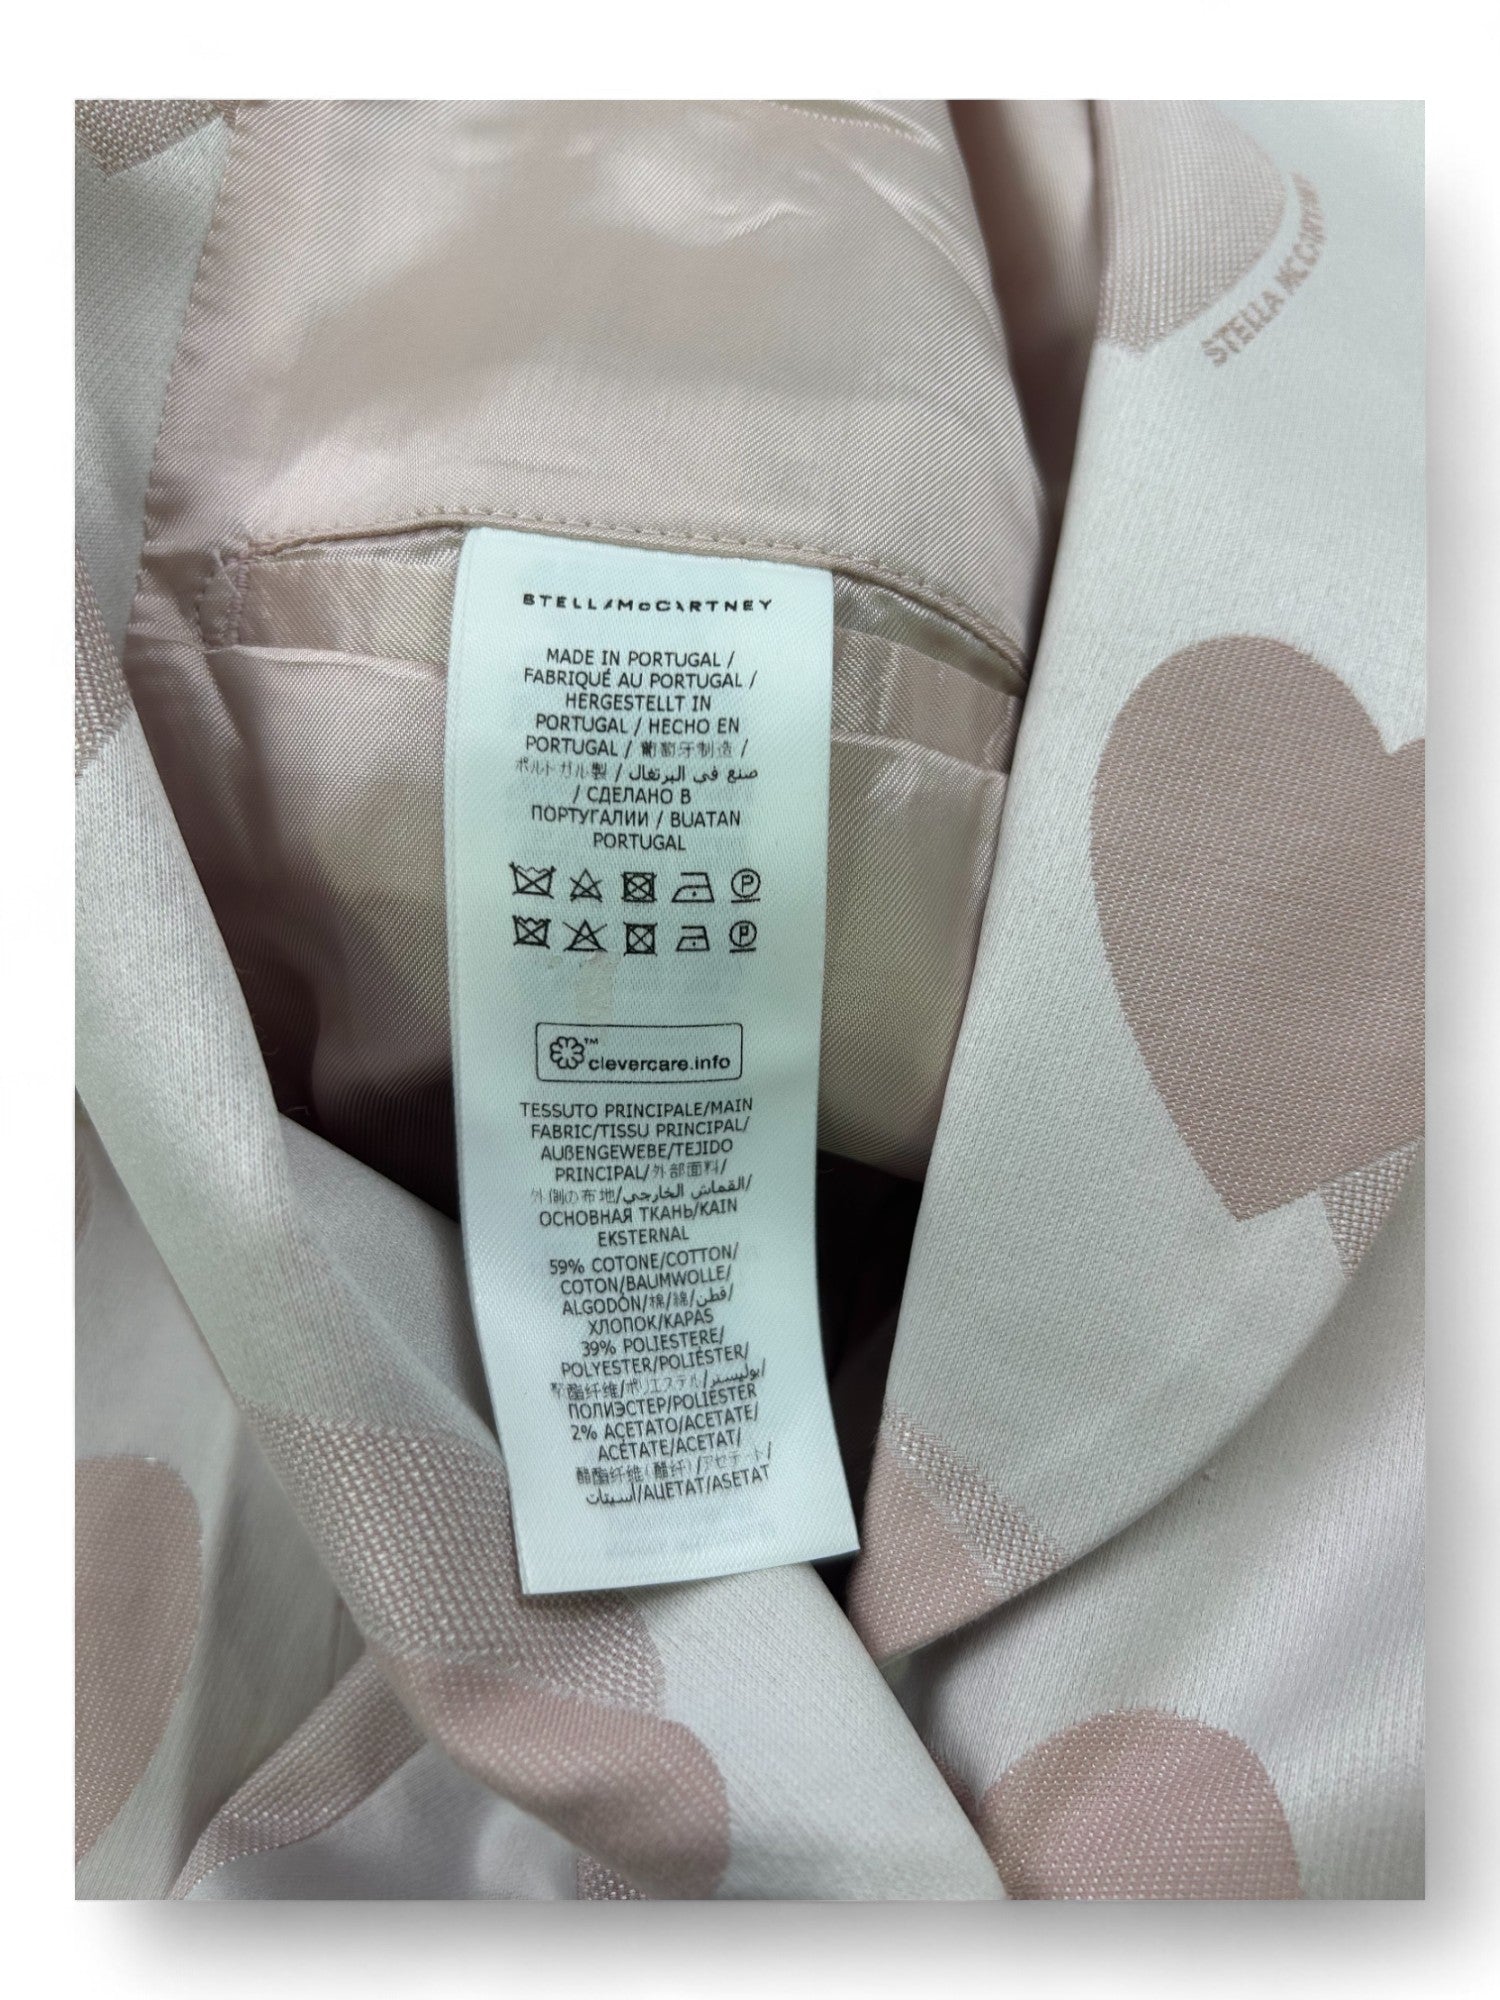 STELLA MCCARTNEY
STELLA McCARTNEY
MADE IN PORTUGAL /
FABRIQUÉ AU PORTUGAL /
HERGESTELLT IN
PORTUGAL / HECHO EN
PORTUGAL / 葡萄牙制造 /
ポルトガル製 / صنع في البرتغال
/ СДЕЛАНО В
ПОРТУГАЛИИ / BUATAN
PORTUGAL
P
P
™
clevercare.info
TESSUTO PRINCIPALE/MAIN
FABRIC/TISSU PRINCIPAL/
AUßENGEWEBE/TEJIDO
PRINCIPAL/外部面料/
外側の布地/القماش الخارجي/
ОСНОВНАЯ ТКАНЬ/KAIN
EKSTERNAL
59% COTONE/COTTON/
COTON/BAUMWOLLE/
ALGODÓN/棉/綿/قطن/
ХЛОПОК/KAPAS
39% POLIESTERE/
POLYESTER/POLIÉSTER/
聚酯纤维/ポリエステル/بوليستر/
ПОЛИЭСТЕР/POLIESTER
2% ACETATO/ACETATE/
ACÉTATE/ACETAT/
醋酯纤维(醋纤)/アセテート/
أسيتات/АЦЕТАТ/ASETAT